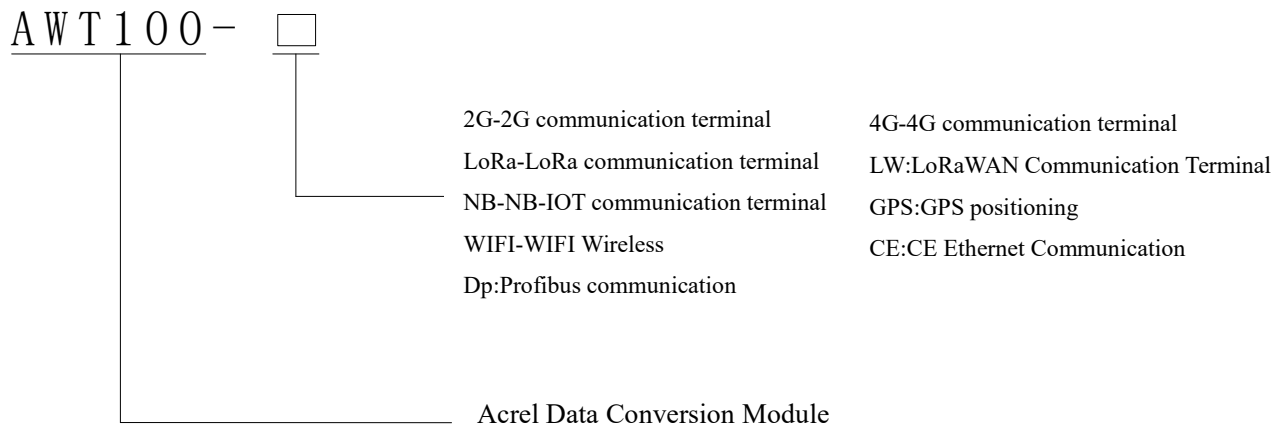 AWT100-
2G-2G communication terminal
LoRa-LoRa communication terminal
NB-NB-IOT communication terminal
WIFI-WIFI Wireless
Dp:Profibus communication
4G-4G communication terminal
LW:LoRaWAN Communication Terminal
GPS:GPS positioning
CE:CE Ethernet Communication
Acrel Data Conversion Module